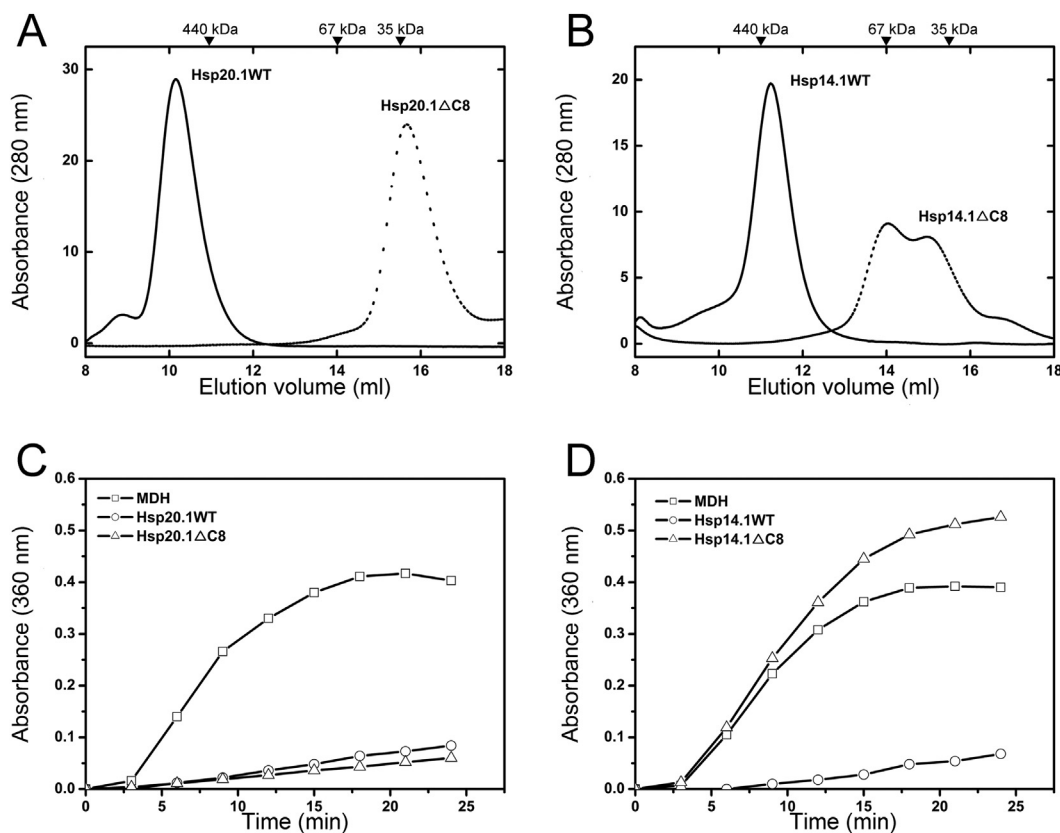 A
440 kDa 67 kDa 35 kDa
Hsp20.1WT
Hsp20.1△C8
Absorbance (280 nm)
30
20
10
0
8 10 12 14 16 18
Elution volume (ml)
B
440 kDa 67 kDa 35 kDa
Hsp14.1WT
Hsp14.1△C8
Absorbance (280 nm)
20
15
10
5
0
8 10 12 14 16 18
Elution volume (ml)
C
MDH
Hsp20.1WT
Hsp20.1△C8
Absorbance (360 nm)
0.6
0.5
0.4
0.3
0.2
0.1
0.0
0 5 10 15 20 25
Time (min)
D
MDH
Hsp14.1WT
Hsp14.1△C8
Absorbance (360 nm)
0.6
0.5
0.4
0.3
0.2
0.1
0.0
0 5 10 15 20 25
Time (min)